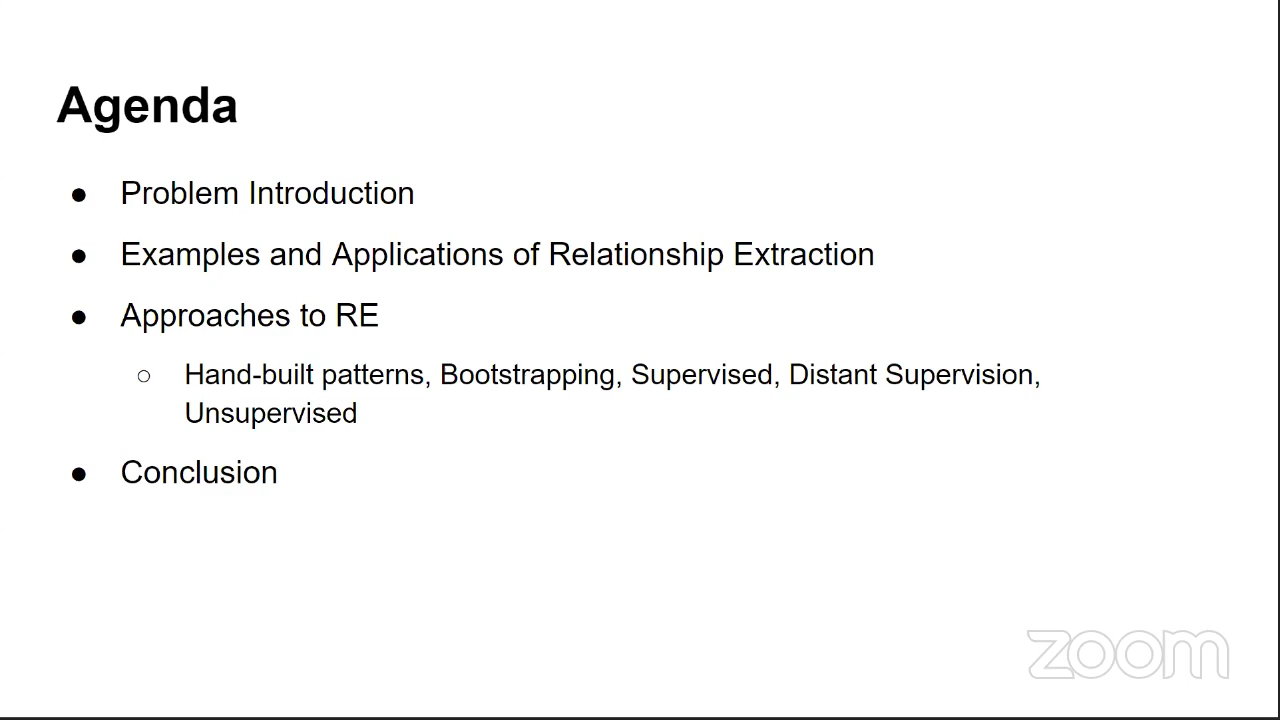 Agenda
● Problem Introduction
● Examples and Applications of Relationship Extraction
● Approaches to RE
○ Hand-built patterns, Bootstrapping, Supervised, Distant Supervision,
Unsupervised
● Conclusion
zoom